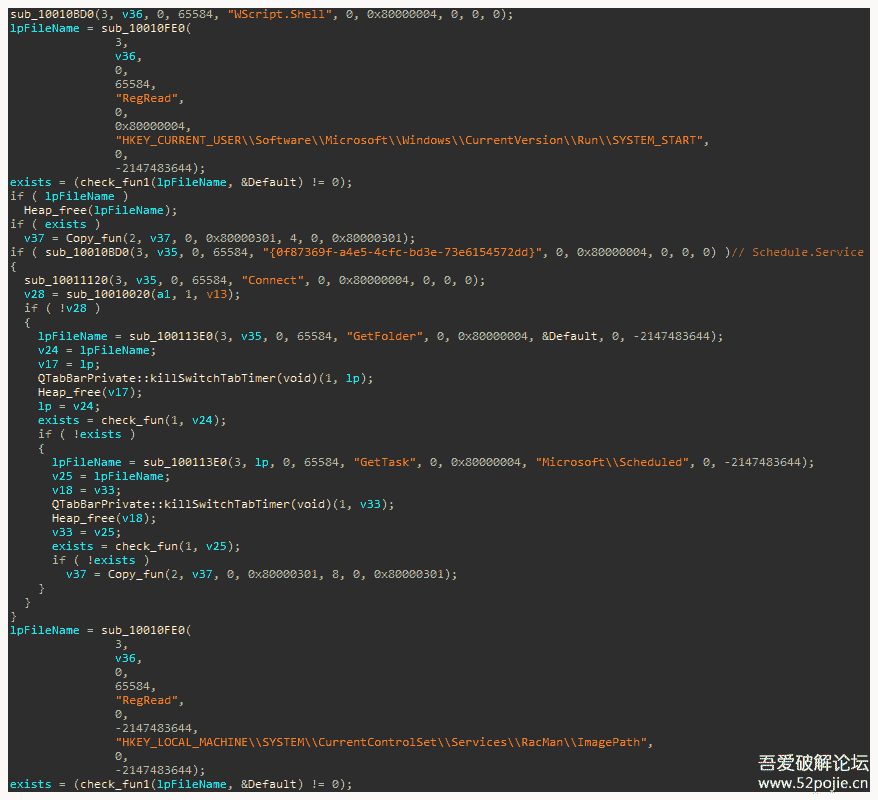 sub_10010BD0(3, v36, 0, 65584, "WScript.Shell", 0, 0x80000004, 0, 0, 0);
lpFileName = sub_10010FE0(
3,
v36,
0,
65584,
"RegRead",
0,
0x80000004,
"HKEY_CURRENT_USER\\Software\\Microsoft\\Windows\\CurrentVersion\\Run\\SYSTEM_START",
0,
-2147483644);
exists = (check_fun1(lpFileName, &Default) != 0);
if ( lpFileName )
Heap_free(lpFileName);
if ( exists )
v37 = Copy_fun(2, v37, 0, 0x80000301, 4, 0, 0x80000301);
if ( sub_10010BD0(3, v35, 0, 65584, "{0f87369f-a4e5-4cfc-bd3e-73e6154572dd}", 0, 0x80000004, 0, 0, 0) )// Schedule.Service
{
sub_10011120(3, v35, 0, 65584, "Connect", 0, 0x80000004, 0, 0, 0);
v28 = sub_10010020(a1, 1, v13);
if ( !v28 )
{
lpFileName = sub_100113E0(3, v35, 0, 65584, "GetFolder", 0, 0x80000004, &Default, 0, -2147483644);
v24 = lpFileName;
v17 = lp;
QTabBarPrivate::killSwitchTabTimer(void)(1, lp);
Heap_free(v17);
lp = v24;
exists = check_fun(1, v24);
if ( !exists )
{
lpFileName = sub_100113E0(3, lp, 0, 65584, "GetTask", 0, 0x80000004, "Microsoft\\Scheduled", 0, -2147483644);
v25 = lpFileName;
v18 = v33;
QTabBarPrivate::killSwitchTabTimer(void)(1, v33);
Heap_free(v18);
v33 = v25;
exists = check_fun(1, v25);
if ( !exists )
v37 = Copy_fun(2, v37, 0, 0x80000301, 8, 0, 0x80000301);
}
}
}
lpFileName = sub_10010FE0(
3,
v36,
0,
65584,
"RegRead",
0,
-2147483644,
"HKEY_LOCAL_MACHINE\\SYSTEM\\CurrentControlSet\\Services\\RacMan\\ImagePath",
0,
-2147483644);
exists = (check_fun1(lpFileName, &Default) != 0);
吾爱破解论坛
www.52pojie.cn